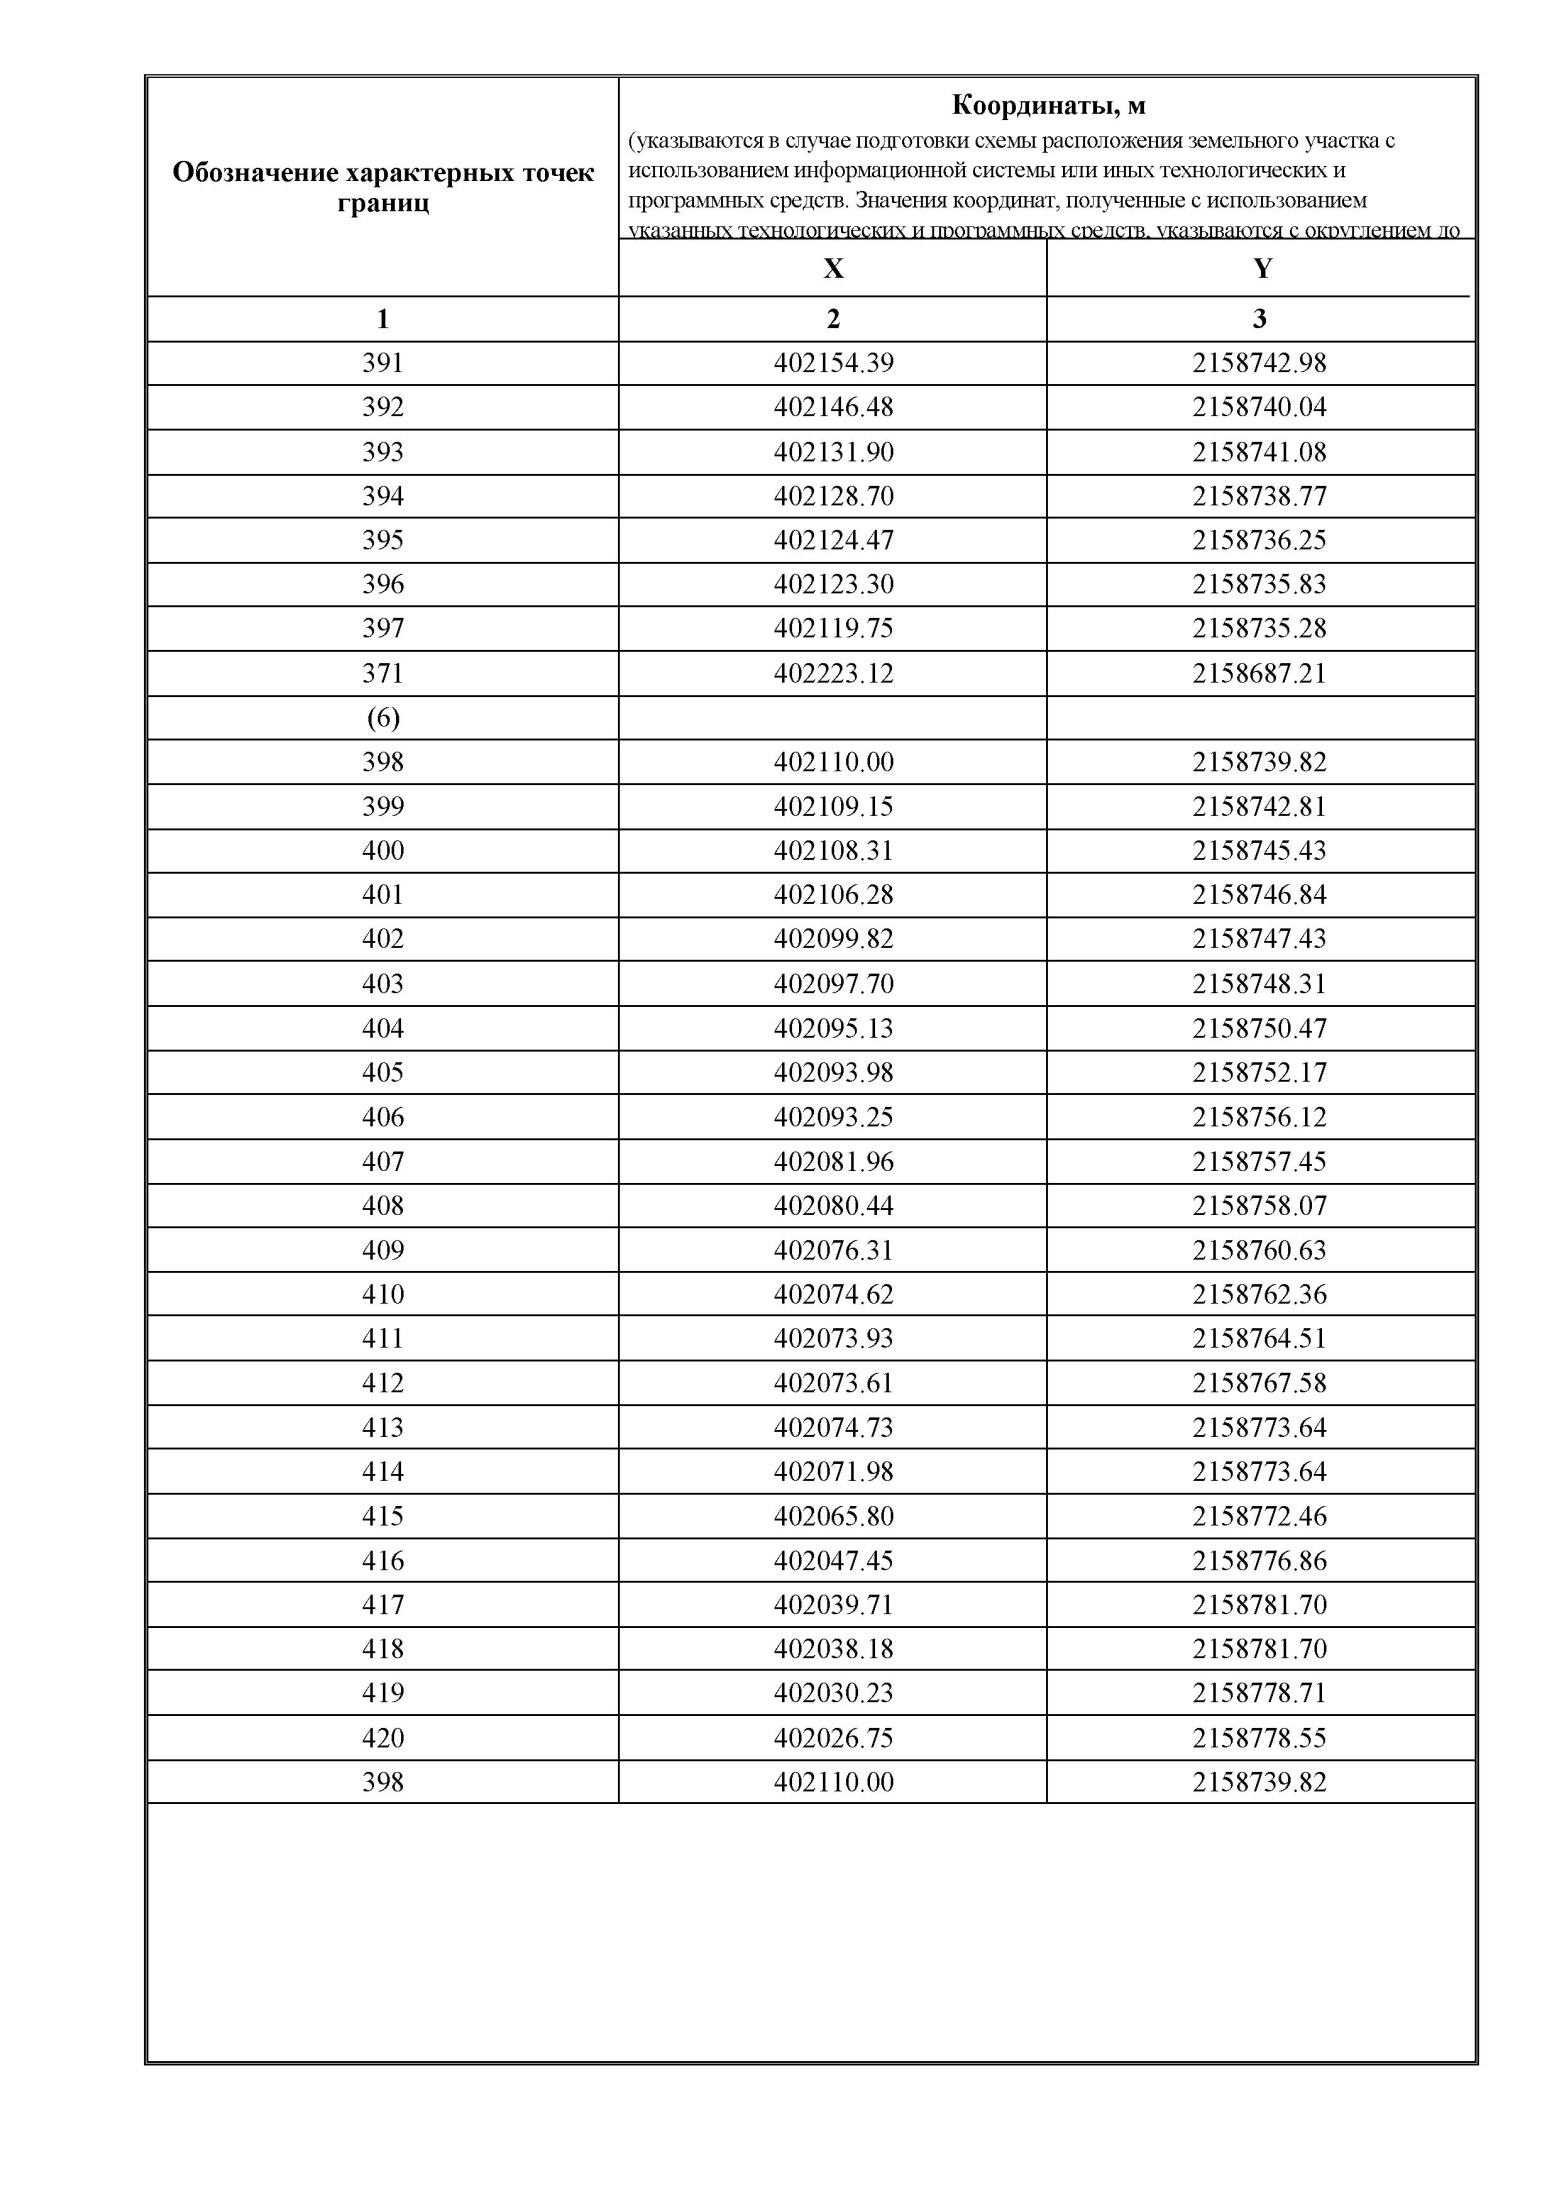 Обозначение характерных точек
границ
Координаты, м
(указываются в случае подготовки схемы расположения земельного участка с
использованием информационной системы или иных технологических и
программных средств. Значения координат, полученные с использованием
указанных технологических и программных средств, указываются с округлением до
X Y
1 2 3
391 402154.39 2158742.98
392 402146.48 2158740.04
393 402131.90 2158741.08
394 402128.70 2158738.77
395 402124.47 2158736.25
396 402123.30 2158735.83
397 402119.75 2158735.28
371 402223.12 2158687.21
(6)
398 402110.00 2158739.82
399 402109.15 2158742.81
400 402108.31 2158745.43
401 402106.28 2158746.84
402 402099.82 2158747.43
403 402097.70 2158748.31
404 402095.13 2158750.47
405 402093.98 2158752.17
406 402093.25 2158756.12
407 402081.96 2158757.45
408 402080.44 2158758.07
409 402076.31 2158760.63
410 402074.62 2158762.36
411 402073.93 2158764.51
412 402073.61 2158767.58
413 402074.73 2158773.64
414 402071.98 2158773.64
415 402065.80 2158772.46
416 402047.45 2158776.86
417 402039.71 2158781.70
418 402038.18 2158781.70
419 402030.23 2158778.71
420 402026.75 2158778.55
398 402110.00 2158739.82